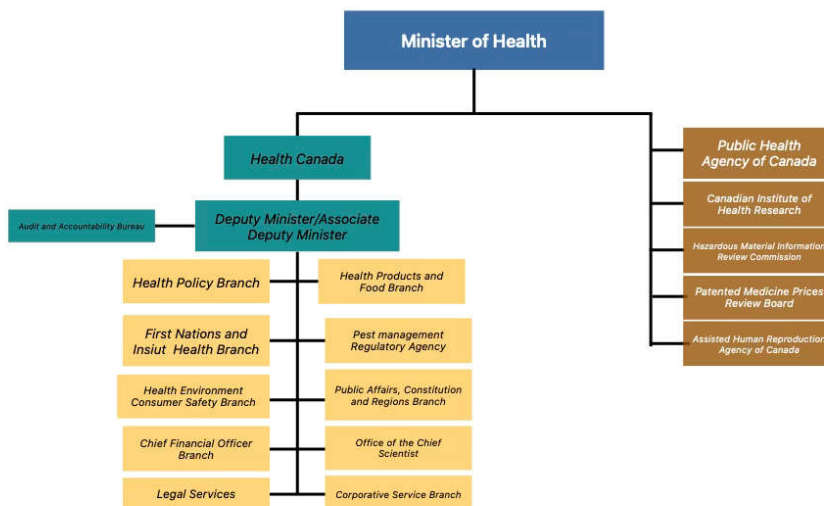 Minister of Health
Health Canada
Public Health
Agency of Canada
Canadian Institute of
Health Research
Hazardous Material Information
Review Commission
Patented Medicine Prices
Review Board
Assisted Human Reproduction
Agency of Canada
Audit and Accountability Bureau
Deputy Minister/Associate
Deputy Minister
Health Policy Branch
Health Products and
Food Branch
First Nations and
Insiut Health Branch
Pest management
Regulatory Agency
Health Environment
Consumer Safety Branch
Public Affairs, Constitution
and Regions Branch
Chief Financial Officer
Branch
Office of the Chief
Scientist
Legal Services
Corporative Service Branch